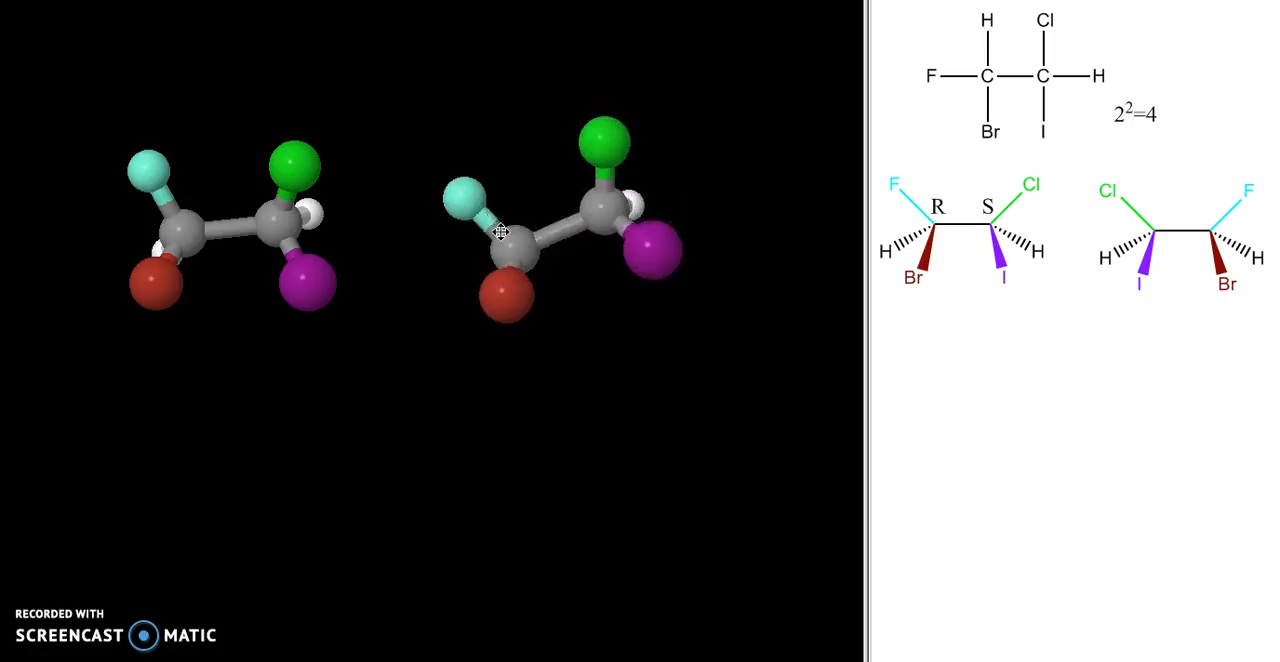 H Cl
F C C H
2²=4
Br I
F R S Cl
H Br I H
Cl F
H I Br H
RECORDED WITH
SCREENCAST MATIC